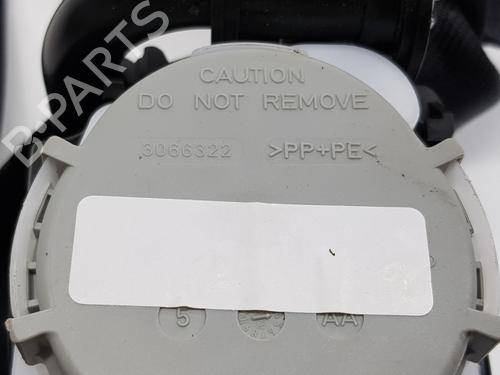 B-PARTS
CAUTION
DO NOT REMOVE
3066322 >PP+PE<
5 AA